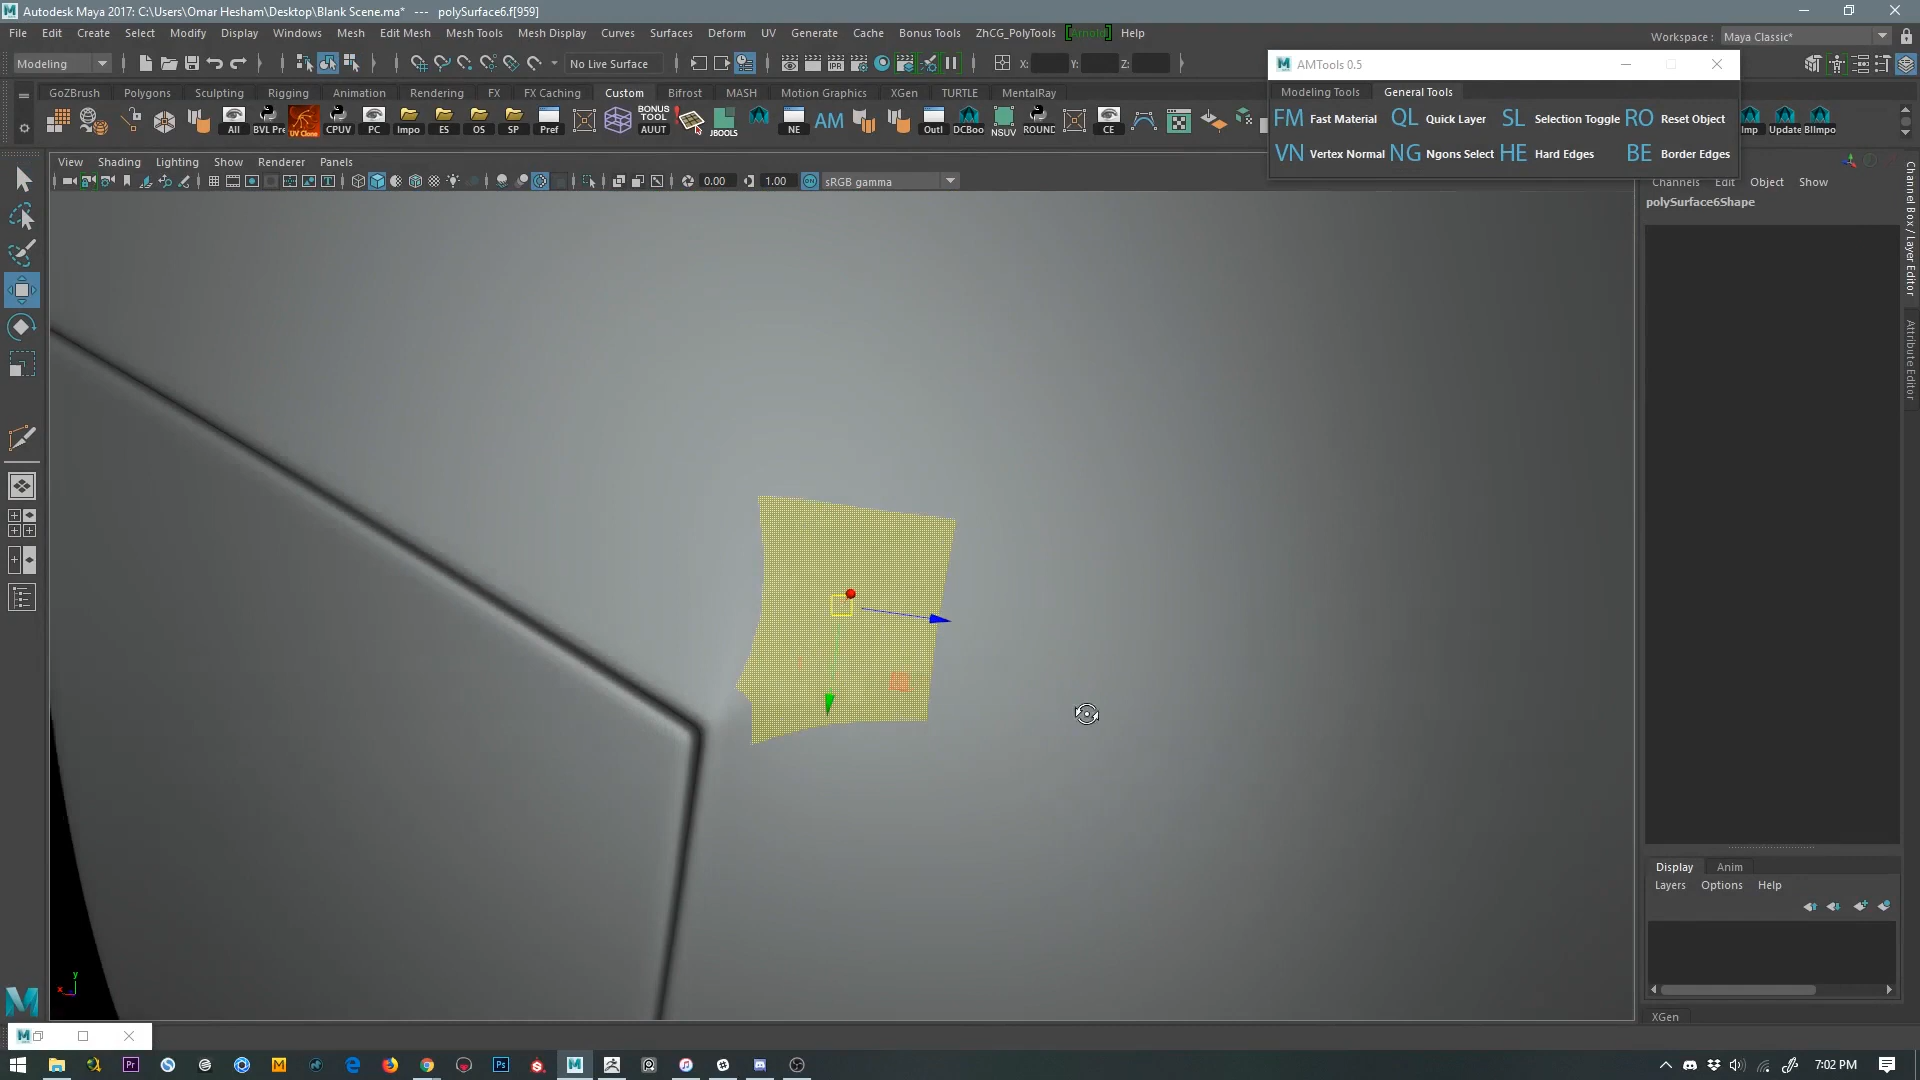 Autodesk Maya 2017: C:\Users\Omar Hesham\Desktop\Blank Scene.ma* --- polySurface6.f[959]
File Edit Create Select Modify Display Windows Mesh Edit Mesh Mesh Tools Mesh Display Curves Surfaces Deform UV Generate Cache Bonus Tools ZhCG_PolyTools [Arnold] Help
Workspace : Maya Classic*
Modeling No Live Surface X: Y: Z:
AMTools 0.5
GoZBrush Polygons Sculpting Rigging Animation Rendering FX FX Caching Custom Bifrost MASH Motion Graphics XGen TURTLE MentalRay
Modeling Tools General Tools
All BVL Pre UV Clone CPUV PC Impo ES OS SP Pref BONUS TOOL AUUT JBOOLS NE AM Outl DCBoo NSUV ROUND CE
FM Fast Material QL Quick Layer SL Selection Toggle RO Reset Object
Imp Update BlImpo
VN Vertex Normal NG Ngons Select HE Hard Edges BE Border Edges
View Shading Lighting Show Renderer Panels
0.00 1.00 ON sRGB gamma
Channels Edit Object Show
polySurface6Shape
Channel Box / Layer Editor
Attribute Editor
Display Anim
Layers Options Help
y
x
XGen
7:02 PM